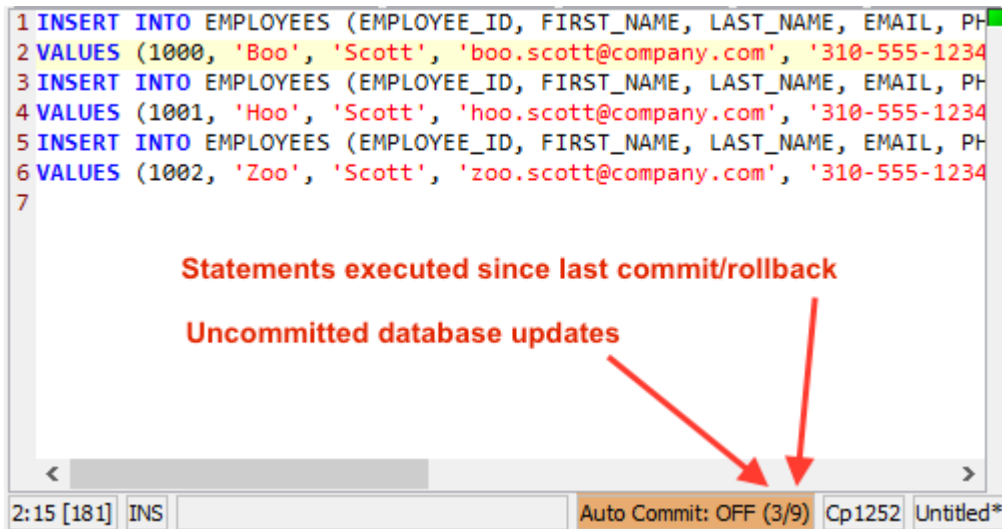 1 INSERT INTO EMPLOYEES (EMPLOYEE_ID, FIRST_NAME, LAST_NAME, EMAIL, PH
2 VALUES (1000, 'Boo', 'Scott', 'boo.scott@company.com', '310-555-1234
3 INSERT INTO EMPLOYEES (EMPLOYEE_ID, FIRST_NAME, LAST_NAME, EMAIL, PH
4 VALUES (1001, 'Hoo', 'Scott', 'hoo.scott@company.com', '310-555-1234
5 INSERT INTO EMPLOYEES (EMPLOYEE_ID, FIRST_NAME, LAST_NAME, EMAIL, PH
6 VALUES (1002, 'Zoo', 'Scott', 'zoo.scott@company.com', '310-555-1234
7
Statements executed since last commit/rollback
Uncommitted database updates
2:15 [181] INS Auto Commit: OFF (3/9) Cp1252 Untitled*